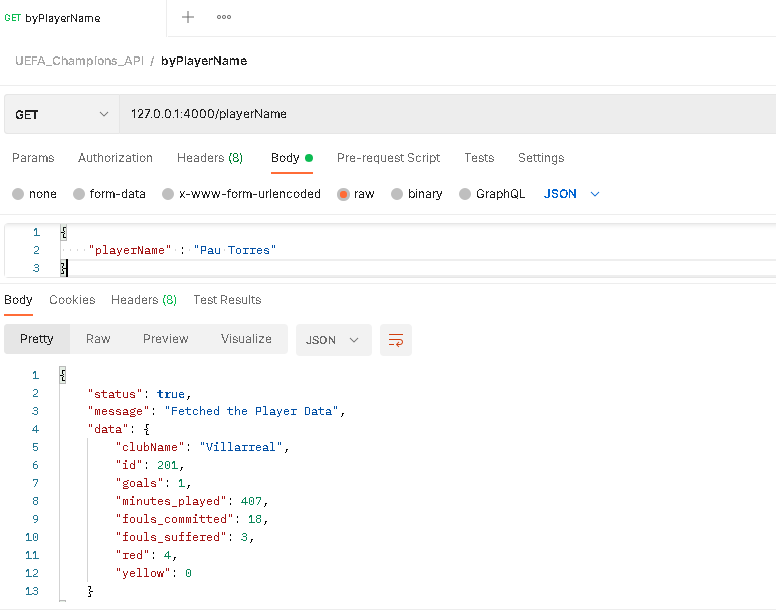 GET byPlayerName + ooo
UEFA_Champions_API / byPlayerName
GET 127.0.0.1:4000/playerName
Params Authorization Headers (8) Body Pre-request Script Tests Settings
none form-data x-www-form-urlencoded raw binary GraphQL JSON
1 {
2 "playerName" : "Pau Torres"
3 }
Body Cookies Headers (8) Test Results
Pretty Raw Preview Visualize JSON
1 {
2 "status": true,
3 "message": "Fetched the Player Data",
4 "data": {
5 "clubName": "Villarreal",
6 "id": 201,
7 "goals": 1,
8 "minutes_played": 407,
9 "fouls_committed": 18,
10 "fouls_suffered": 3,
11 "red": 4,
12 "yellow": 0
13 }